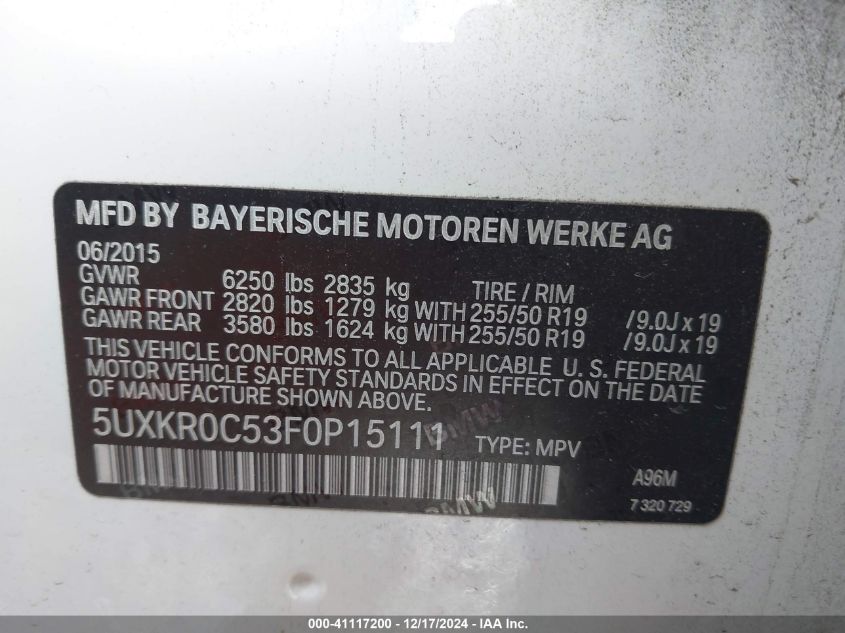 MFD BY BAYERISCHE MOTOREN WERKE AG
06/2015
GVWR 6250 lbs 2835 kg TIRE / RIM
GAWR FRONT 2820 lbs 1279 kg WITH 255/50 R19 /9.0J x 19
GAWR REAR 3580 lbs 1624 kg WITH 255/50 R19 /9.0J x 19
THIS VEHICLE CONFORMS TO ALL APPLICABLE U. S. FEDERAL
MOTOR VEHICLE SAFETY STANDARDS IN EFFECT ON THE DATE
OF MANUFACTURE SHOWN ABOVE.
5UXKR0C53F0P15111 TYPE: MPV
A96M
7 320 729
BMW
BMW
000-41117200 - 12/17/2024 - IAA Inc.